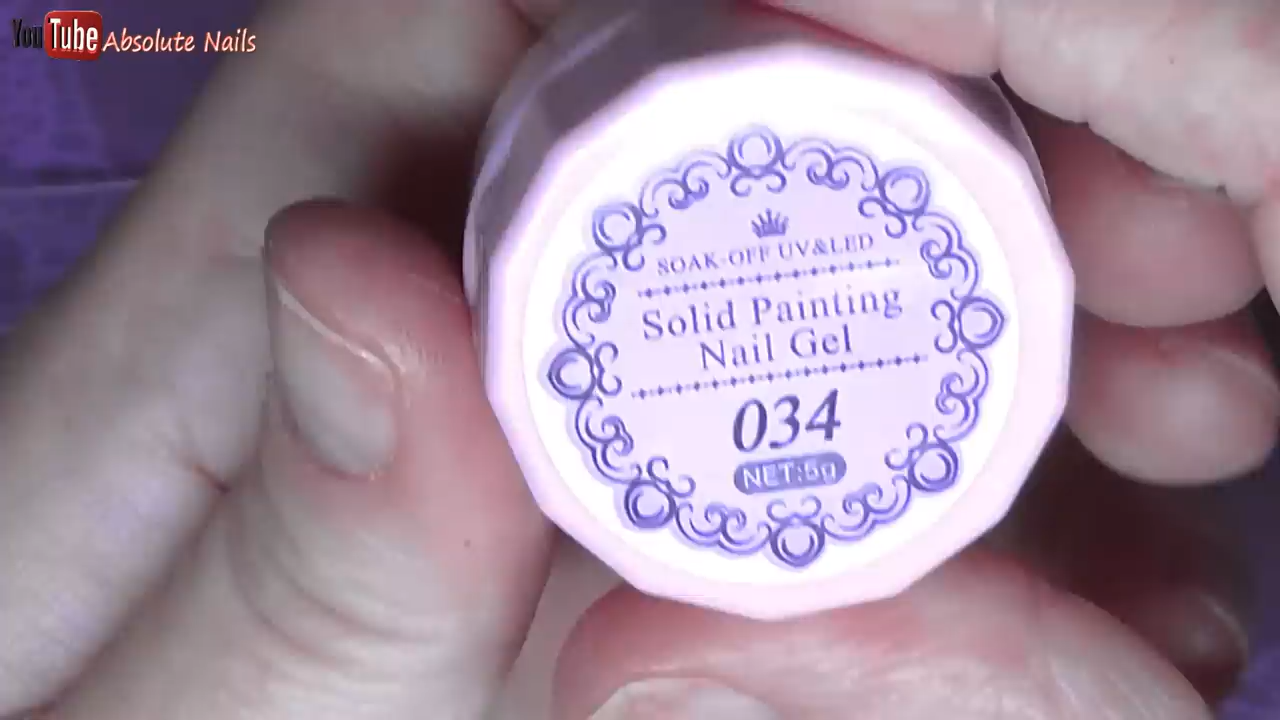 YouTube Absolute Nails
SOAK-OFF UV&LED
Solid Painting
Nail Gel
034
NET:5g